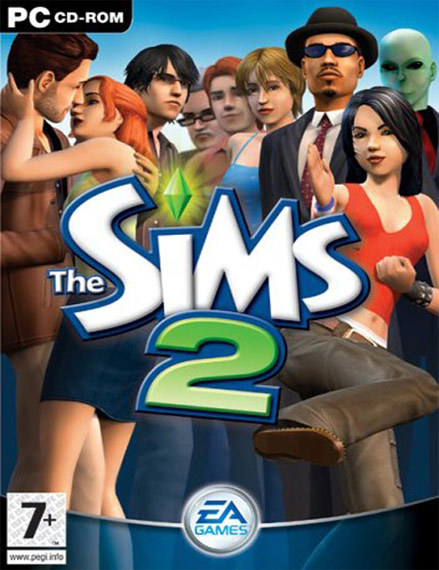 PC CD-ROM
The SiMS
2
7+
www.pegi.info
EA
GAMES